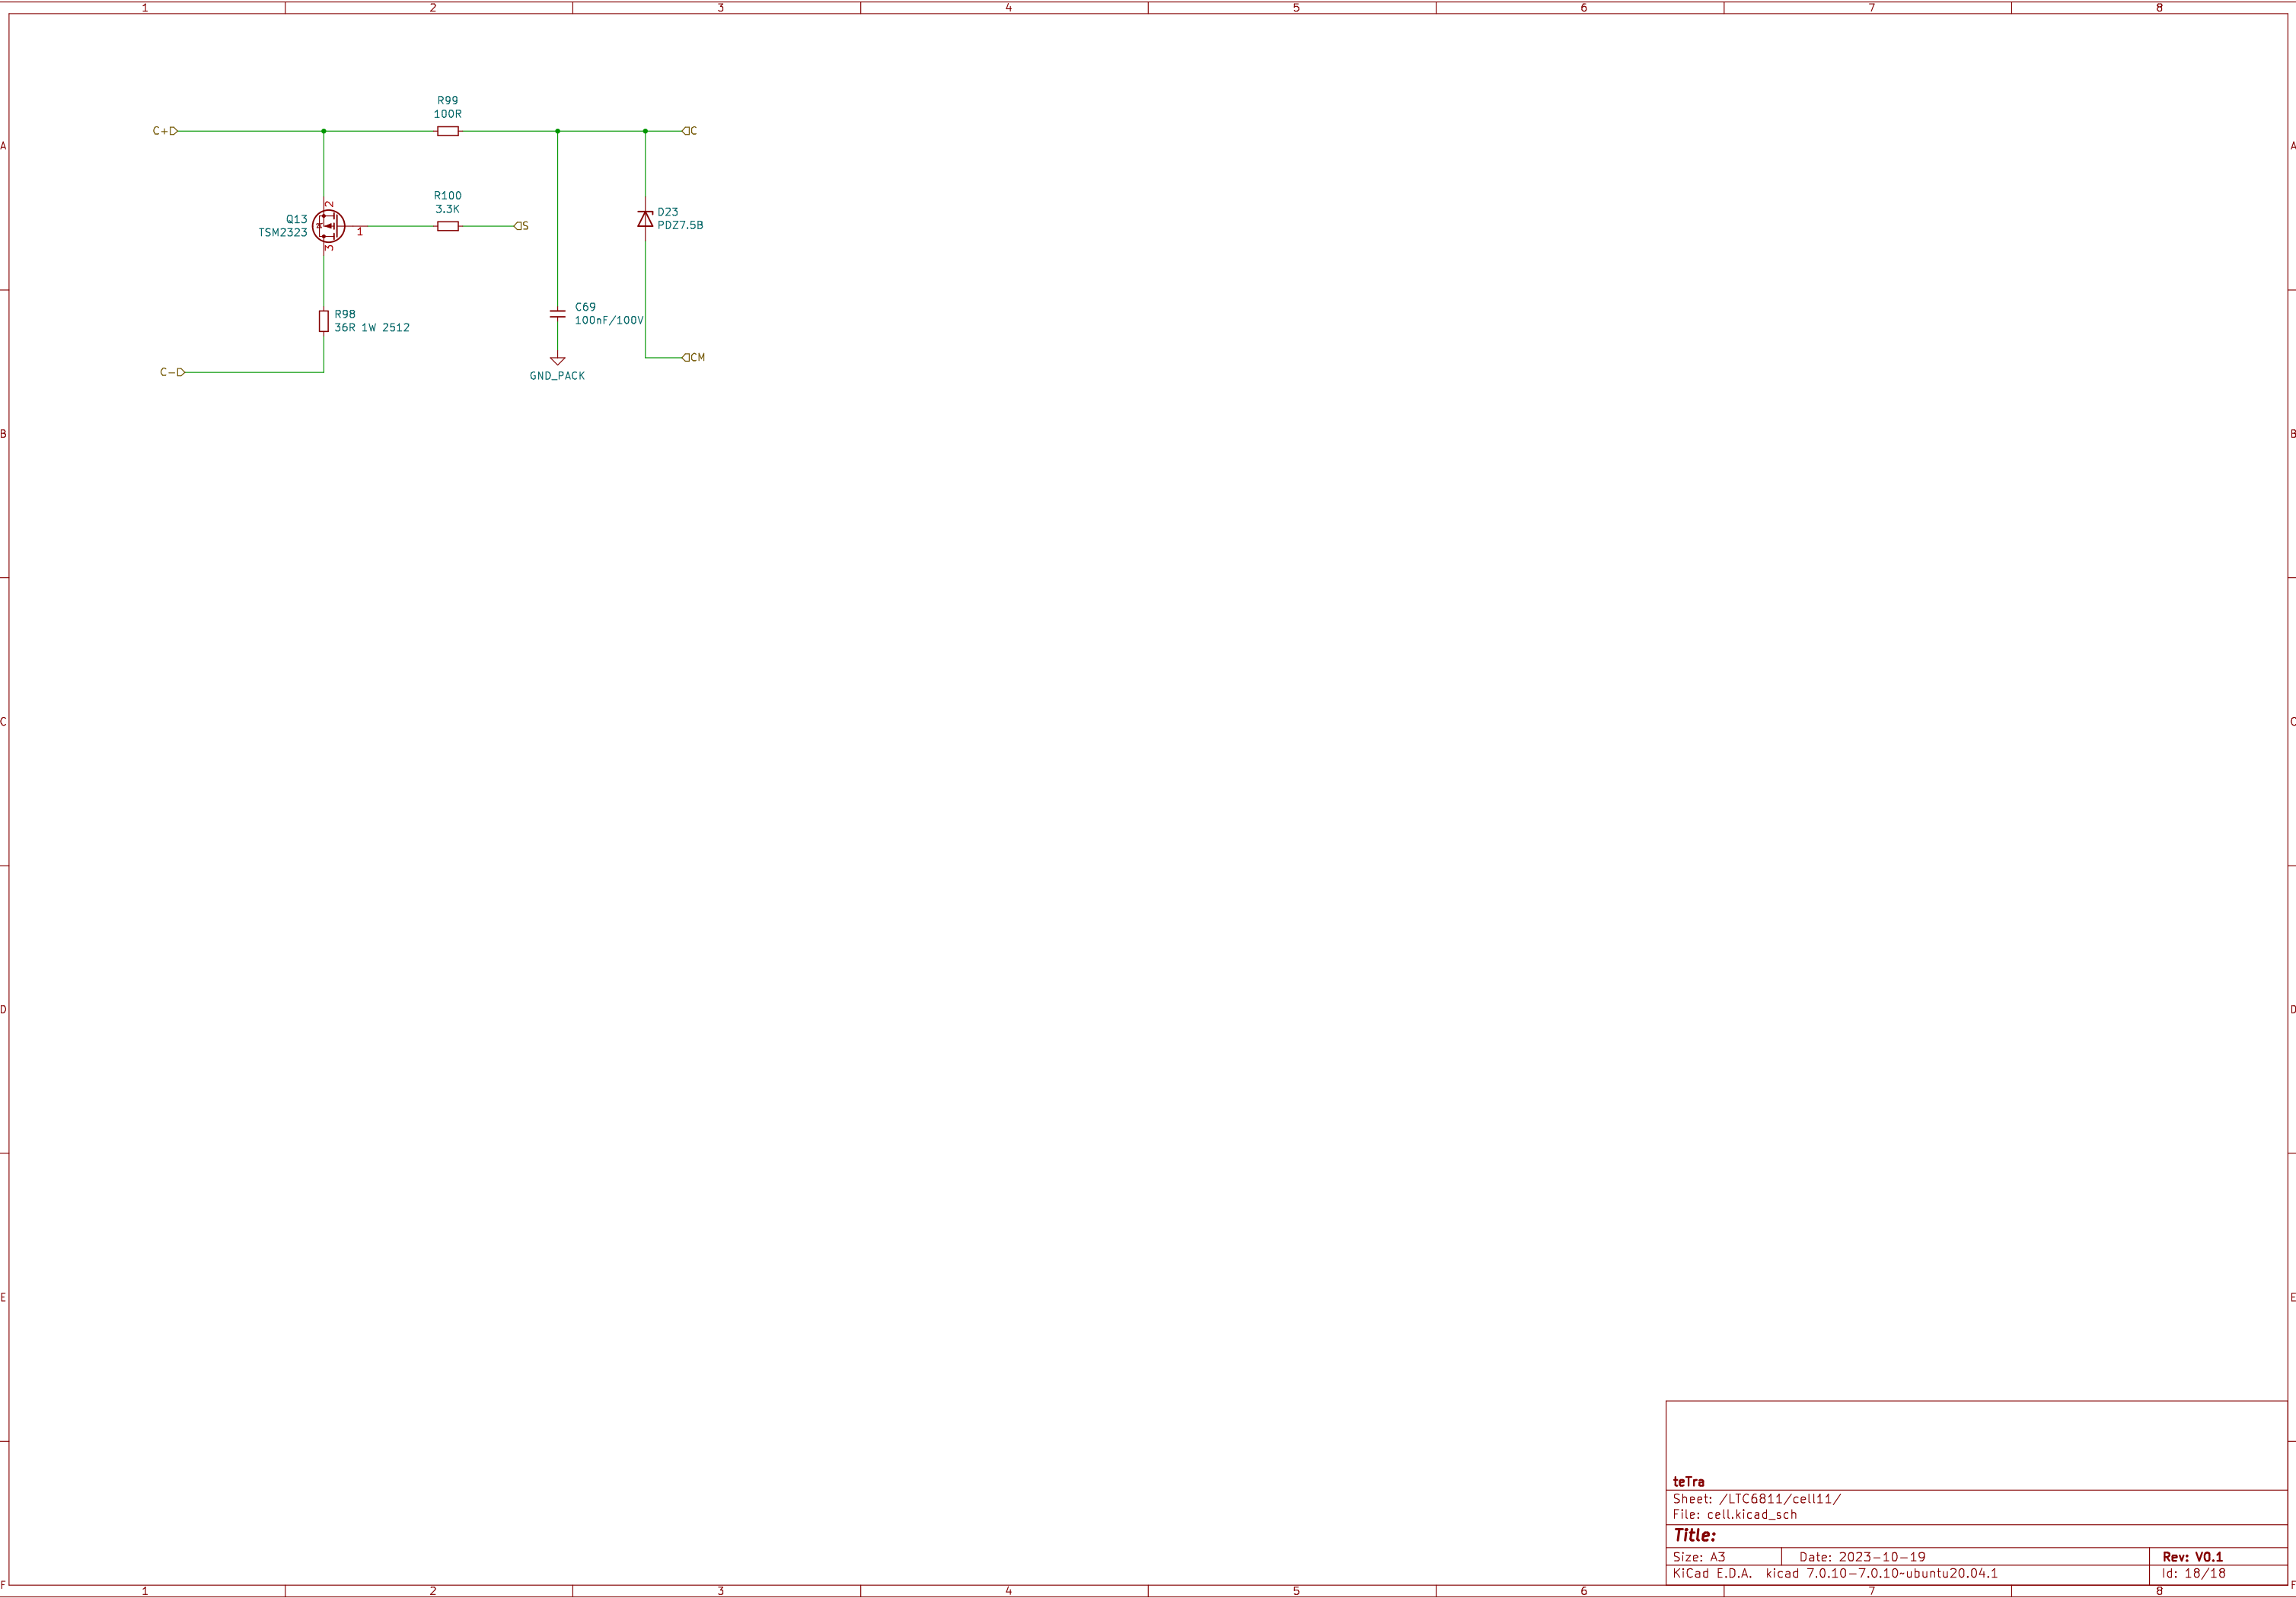 1 2 3 4 5 6 7 8
A A
B B
C C
D D
E E
F F
R99
100R
C+
C
R100
3.3K
2
Q13
TSM2323
1
S
3
D23
PDZ7.5B
R98
36R 1W 2512
C69
100nF/100V
CM
C-
GND_PACK
teTra
Sheet: /LTC6811/cell11/
File: cell.kicad_sch
Title:
Size: A3 Date: 2023-10-19 Rev: V0.1
KiCad E.D.A. kicad 7.0.10-7.0.10~ubuntu20.04.1 Id: 18/18
1 2 3 4 5 6 7 8